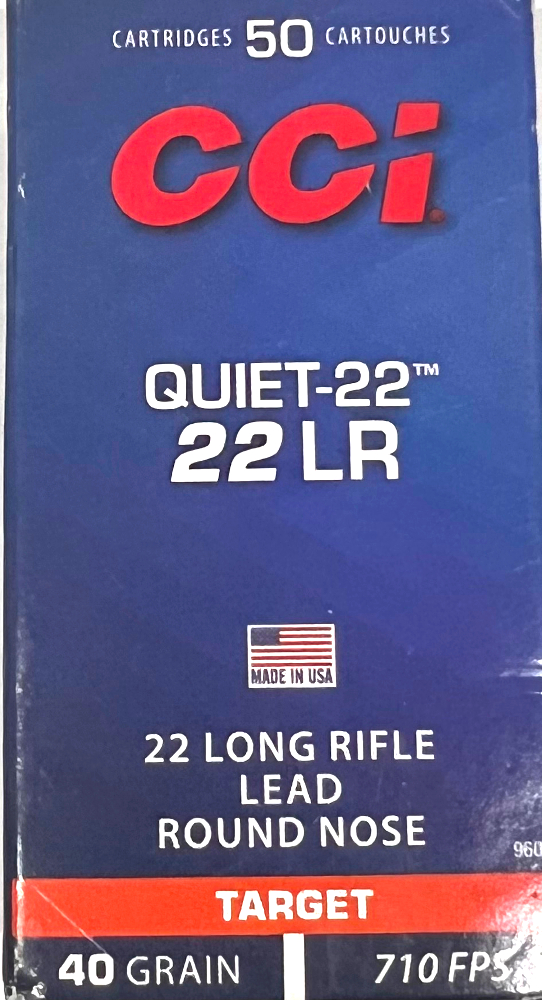 CARTRIDGES 50 CARTOUCHES
CCI
QUIET-22™
22 LR
MADE IN USA
22 LONG RIFLE
LEAD
ROUND NOSE
960
TARGET
40 GRAIN 710 FPS